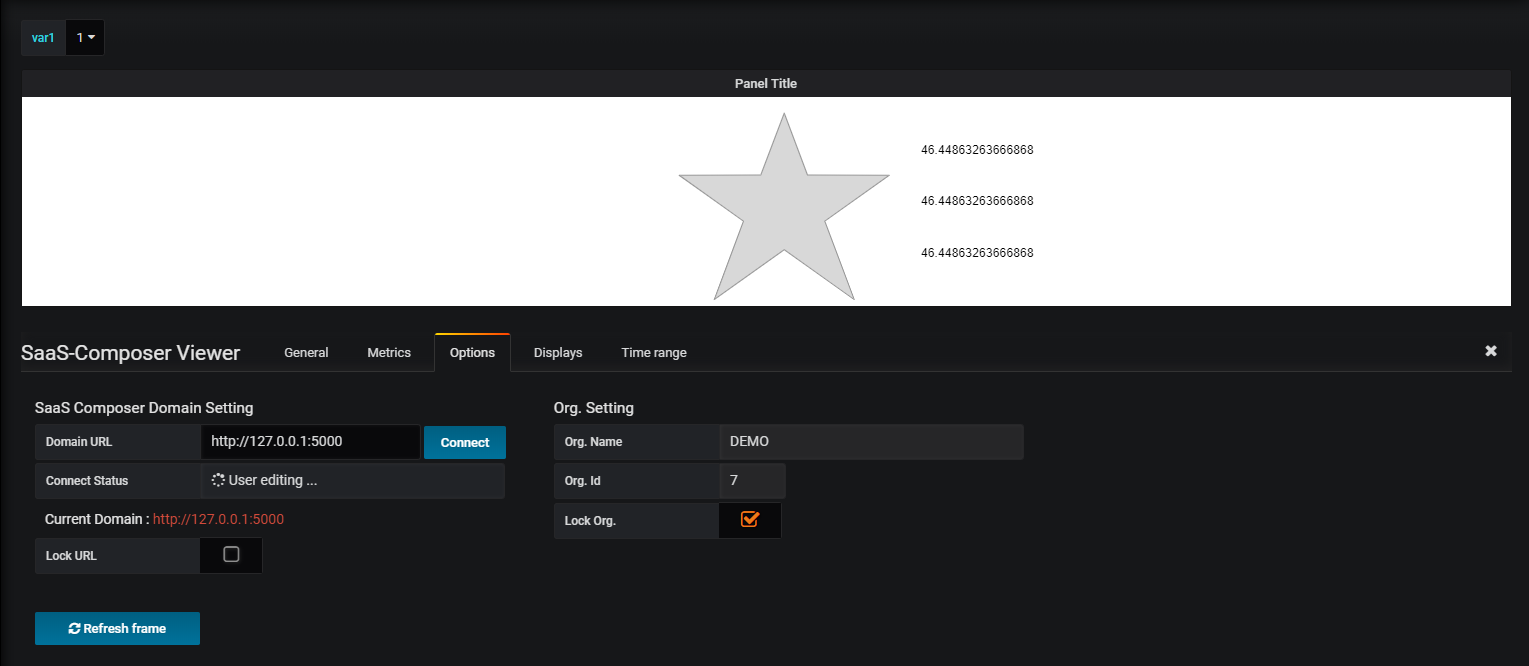 var1 1
Panel Title
46.44863263666868
46.44863263666868
46.44863263666868
SaaS-Composer Viewer General Metrics Options Displays Time range
SaaS Composer Domain Setting
Domain URL http://127.0.0.1:5000 Connect
Connect Status User editing ...
Current Domain : http://127.0.0.1:5000
Lock URL
Refresh frame
Org. Setting
Org. Name DEMO
Org. Id 7
Lock Org.